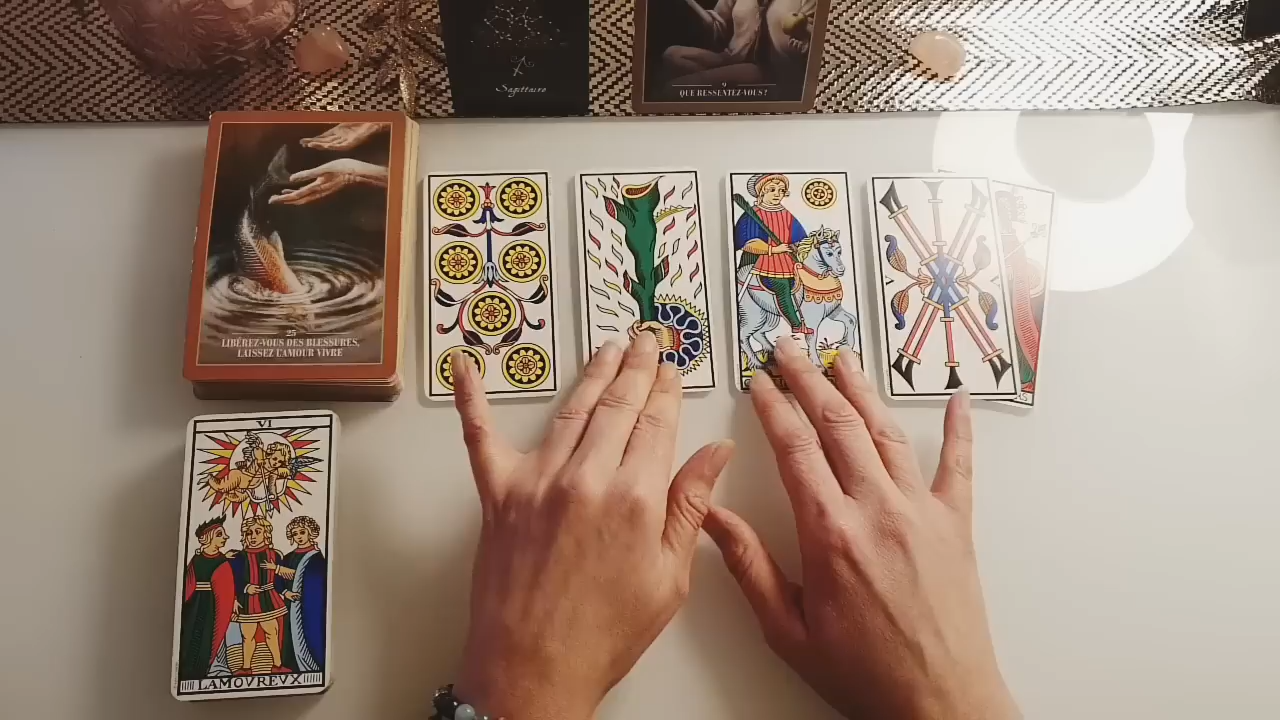 Sagittaire
9
QUE RESSENTEZ-VOUS ?
25
LIBÉREZ-VOUS DES BLESSURES,
LAISSEZ L'AMOUR VIVRE
VI
LAMOVREVX